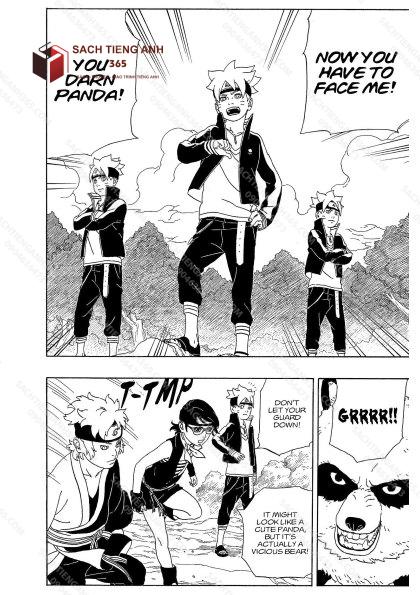 SACH TIENG ANH
365
YOU
DARN
PANDA!
NOW YOU
HAVE TO
FACE ME!
T-TMP
DON'T
LET YOUR
GUARD
DOWN!
IT MIGHT
LOOK LIKE A
CUTE PANDA,
BUT IT'S
ACTUALLY A
VICIOUS BEAR!
GRRRR!!